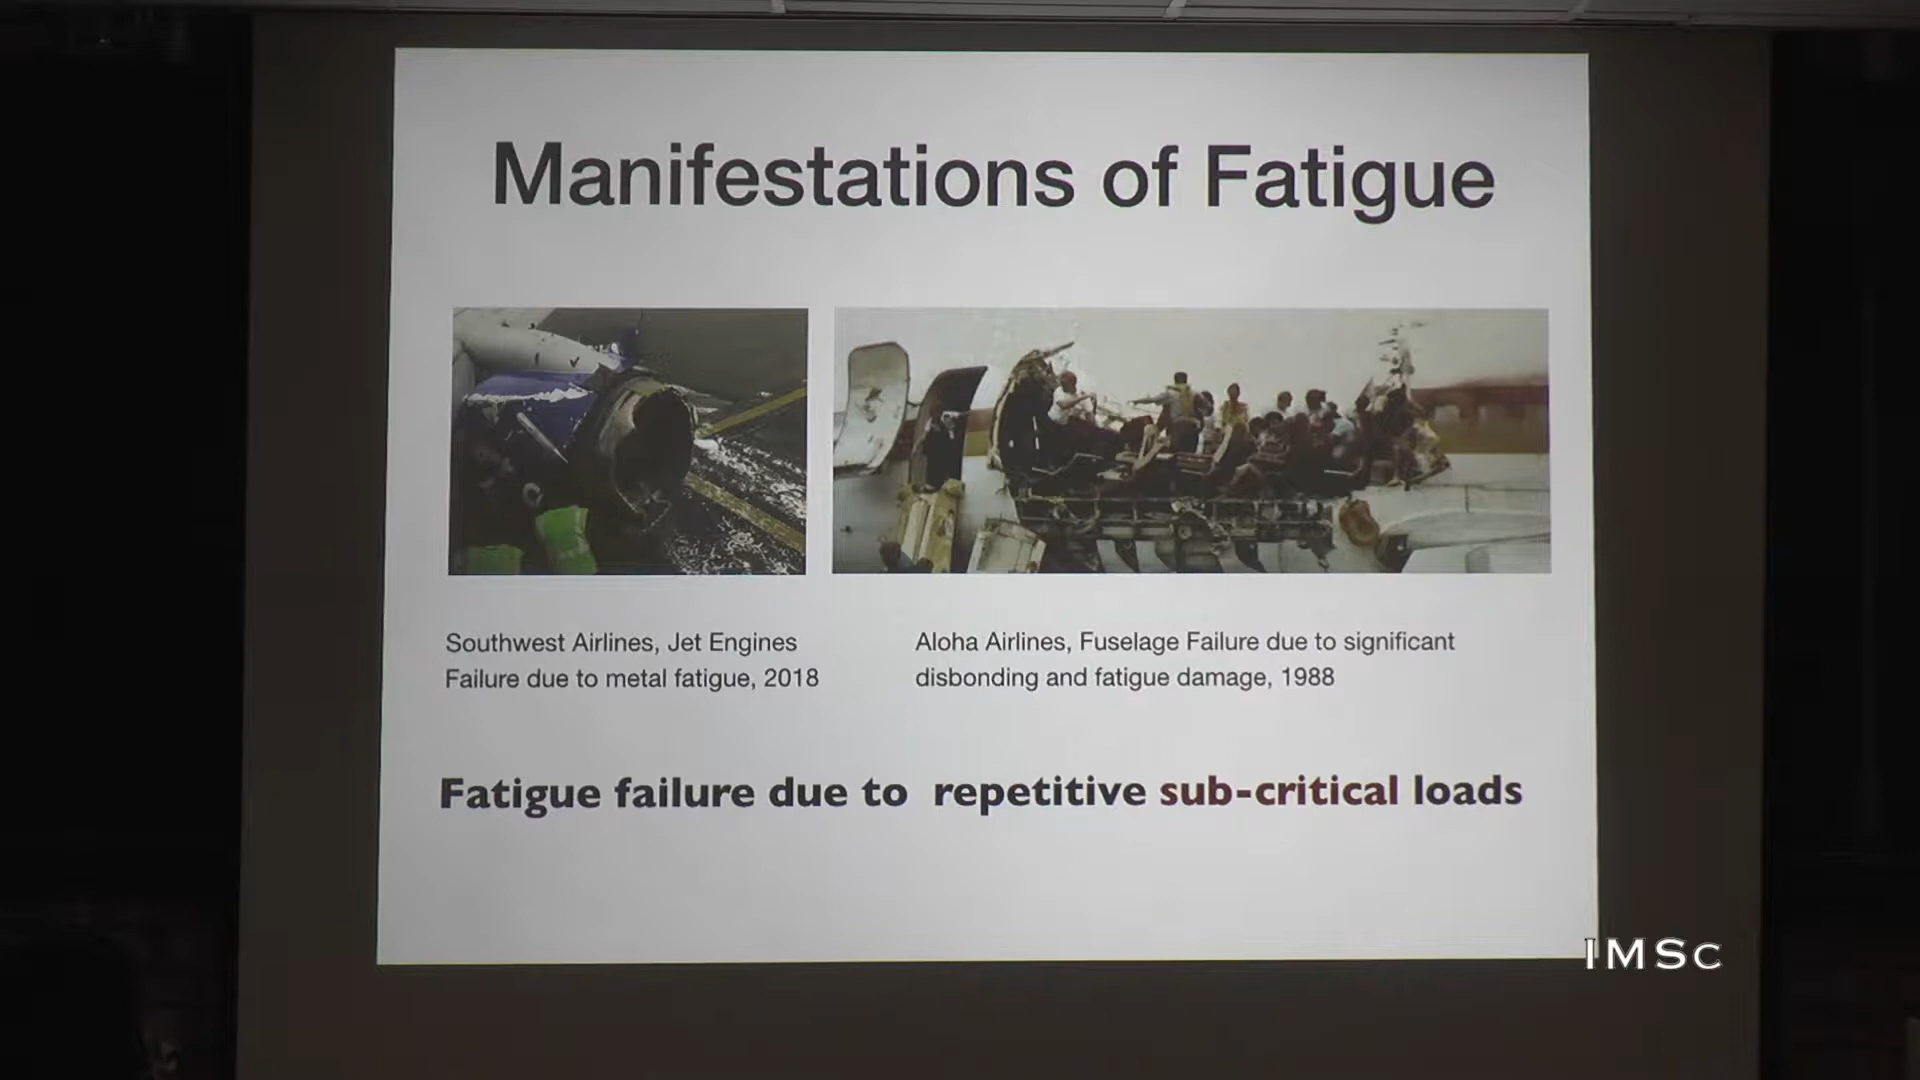 Manifestations of Fatigue
Southwest Airlines, Jet Engines
Failure due to metal fatigue, 2018
Aloha Airlines, Fuselage Failure due to significant
disbonding and fatigue damage, 1988
Fatigue failure due to repetitive sub-critical loads
IMSc